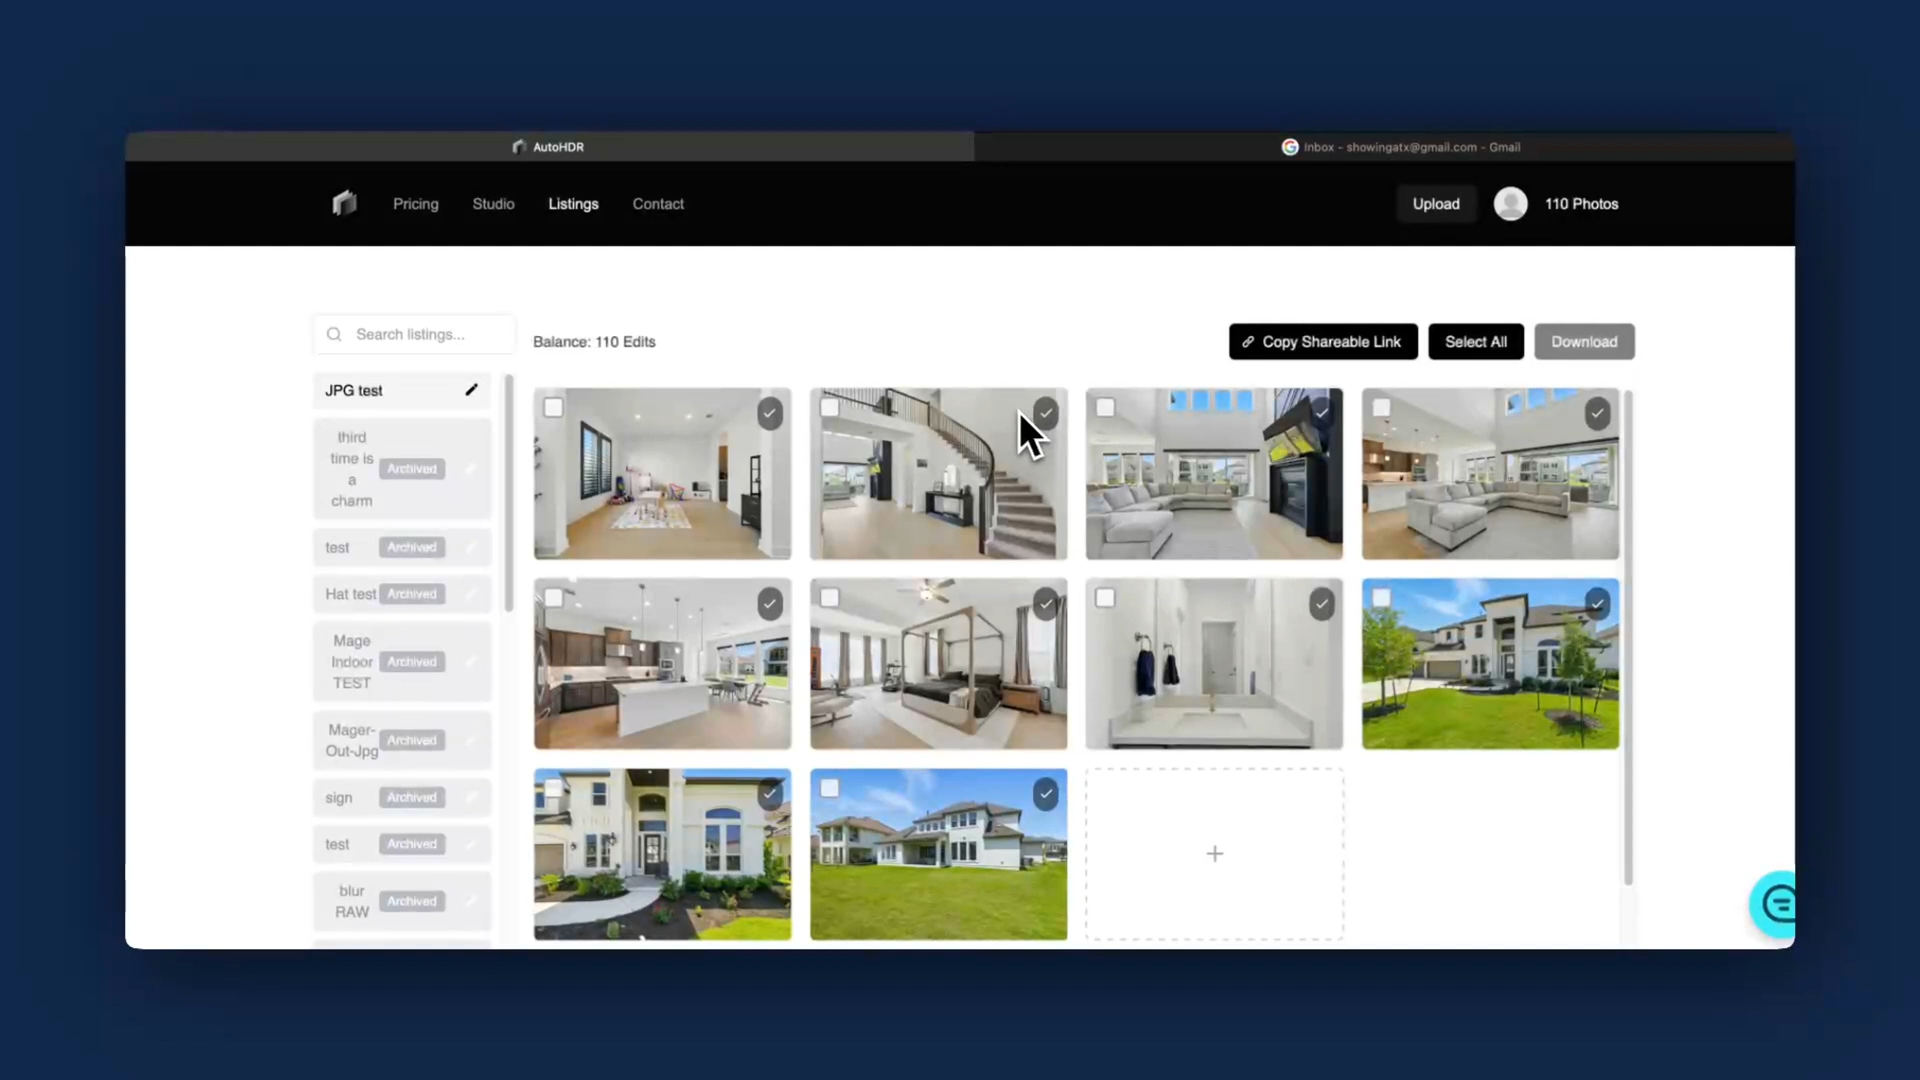 AutoHDR
Inbox - showingatx@gmail.com - Gmail
Pricing
Studio
Listings
Contact
Upload
110 Photos
Search listings...
Balance: 110 Edits
Copy Shareable Link
Select All
Download
JPG test
third
time is
a
charm
Archived
test
Archived
Hat test
Archived
Mage
Indoor
TEST
Archived
Mager-
Out-Jpg
Archived
sign
Archived
test
Archived
blur
RAW
Archived